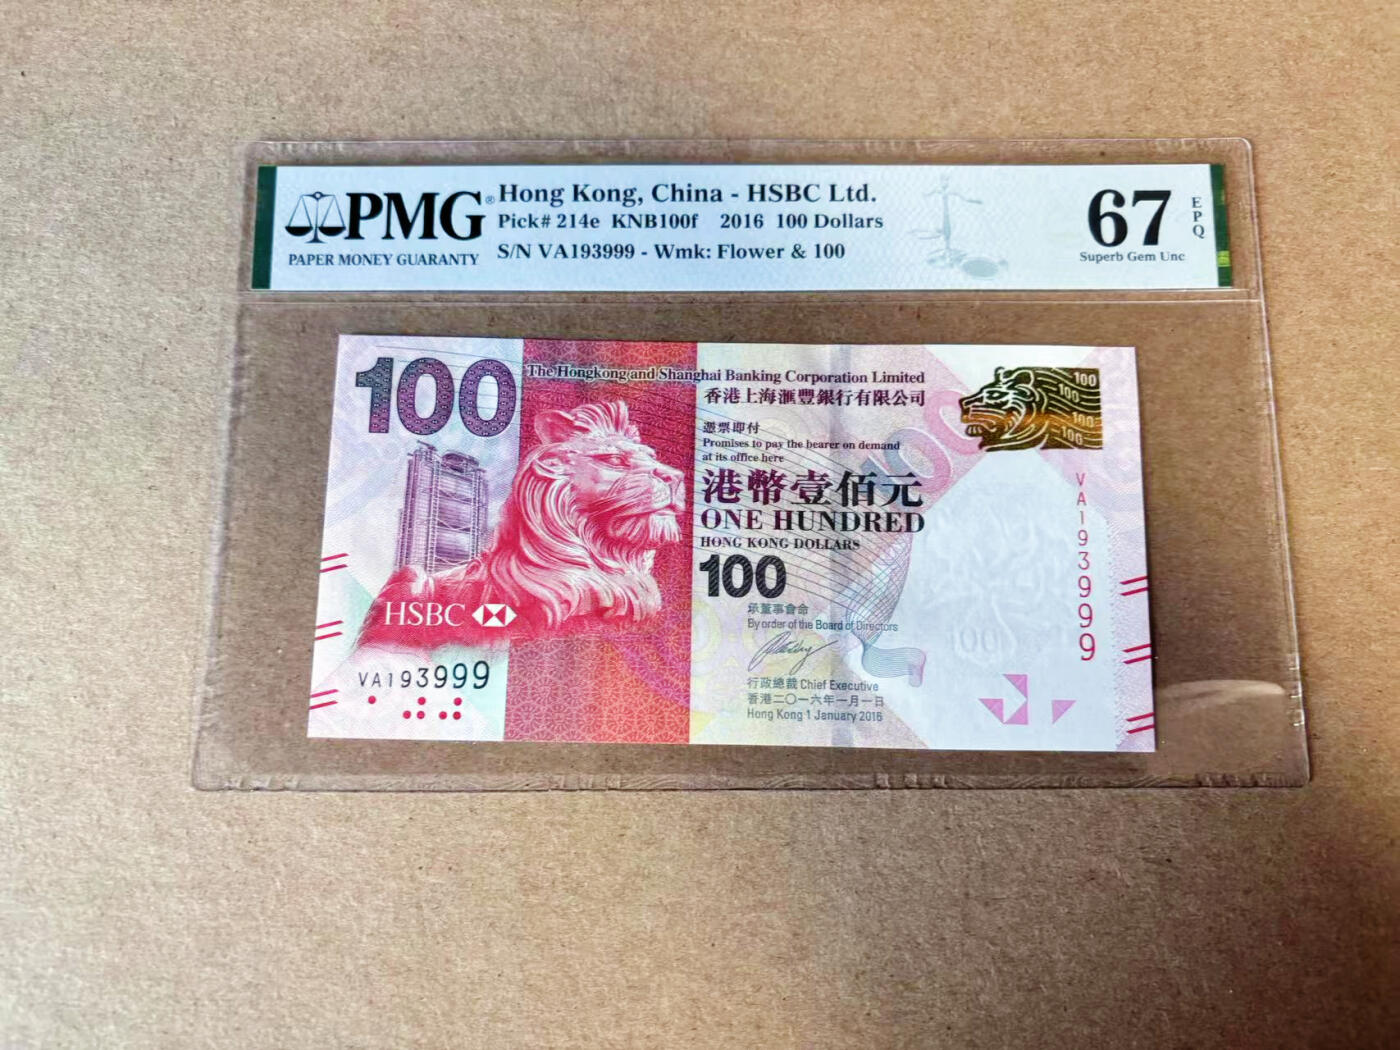 PMG®
PAPER MONEY GUARANTY
Hong Kong, China - HSBC Ltd.
Pick# 214e KNB100f 2016 100 Dollars
S/N VA193999 - Wmk: Flower & 100
67
EPQ
Superb Gem Unc
100
The Hongkong and Shanghai Banking Corporation Limited
香港上海滙豐銀行有限公司
憑票即付
Promises to pay the bearer on demand
at its office here
港幣壹佰元
ONE HUNDRED
HONG KONG DOLLARS
100
承董事會命
By order of the Board of Directors
行政總裁 Chief Executive
香港二〇一六年一月一日
Hong Kong 1 January 2016
HSBC
VA193999
100
100
100
100
100
VA193999